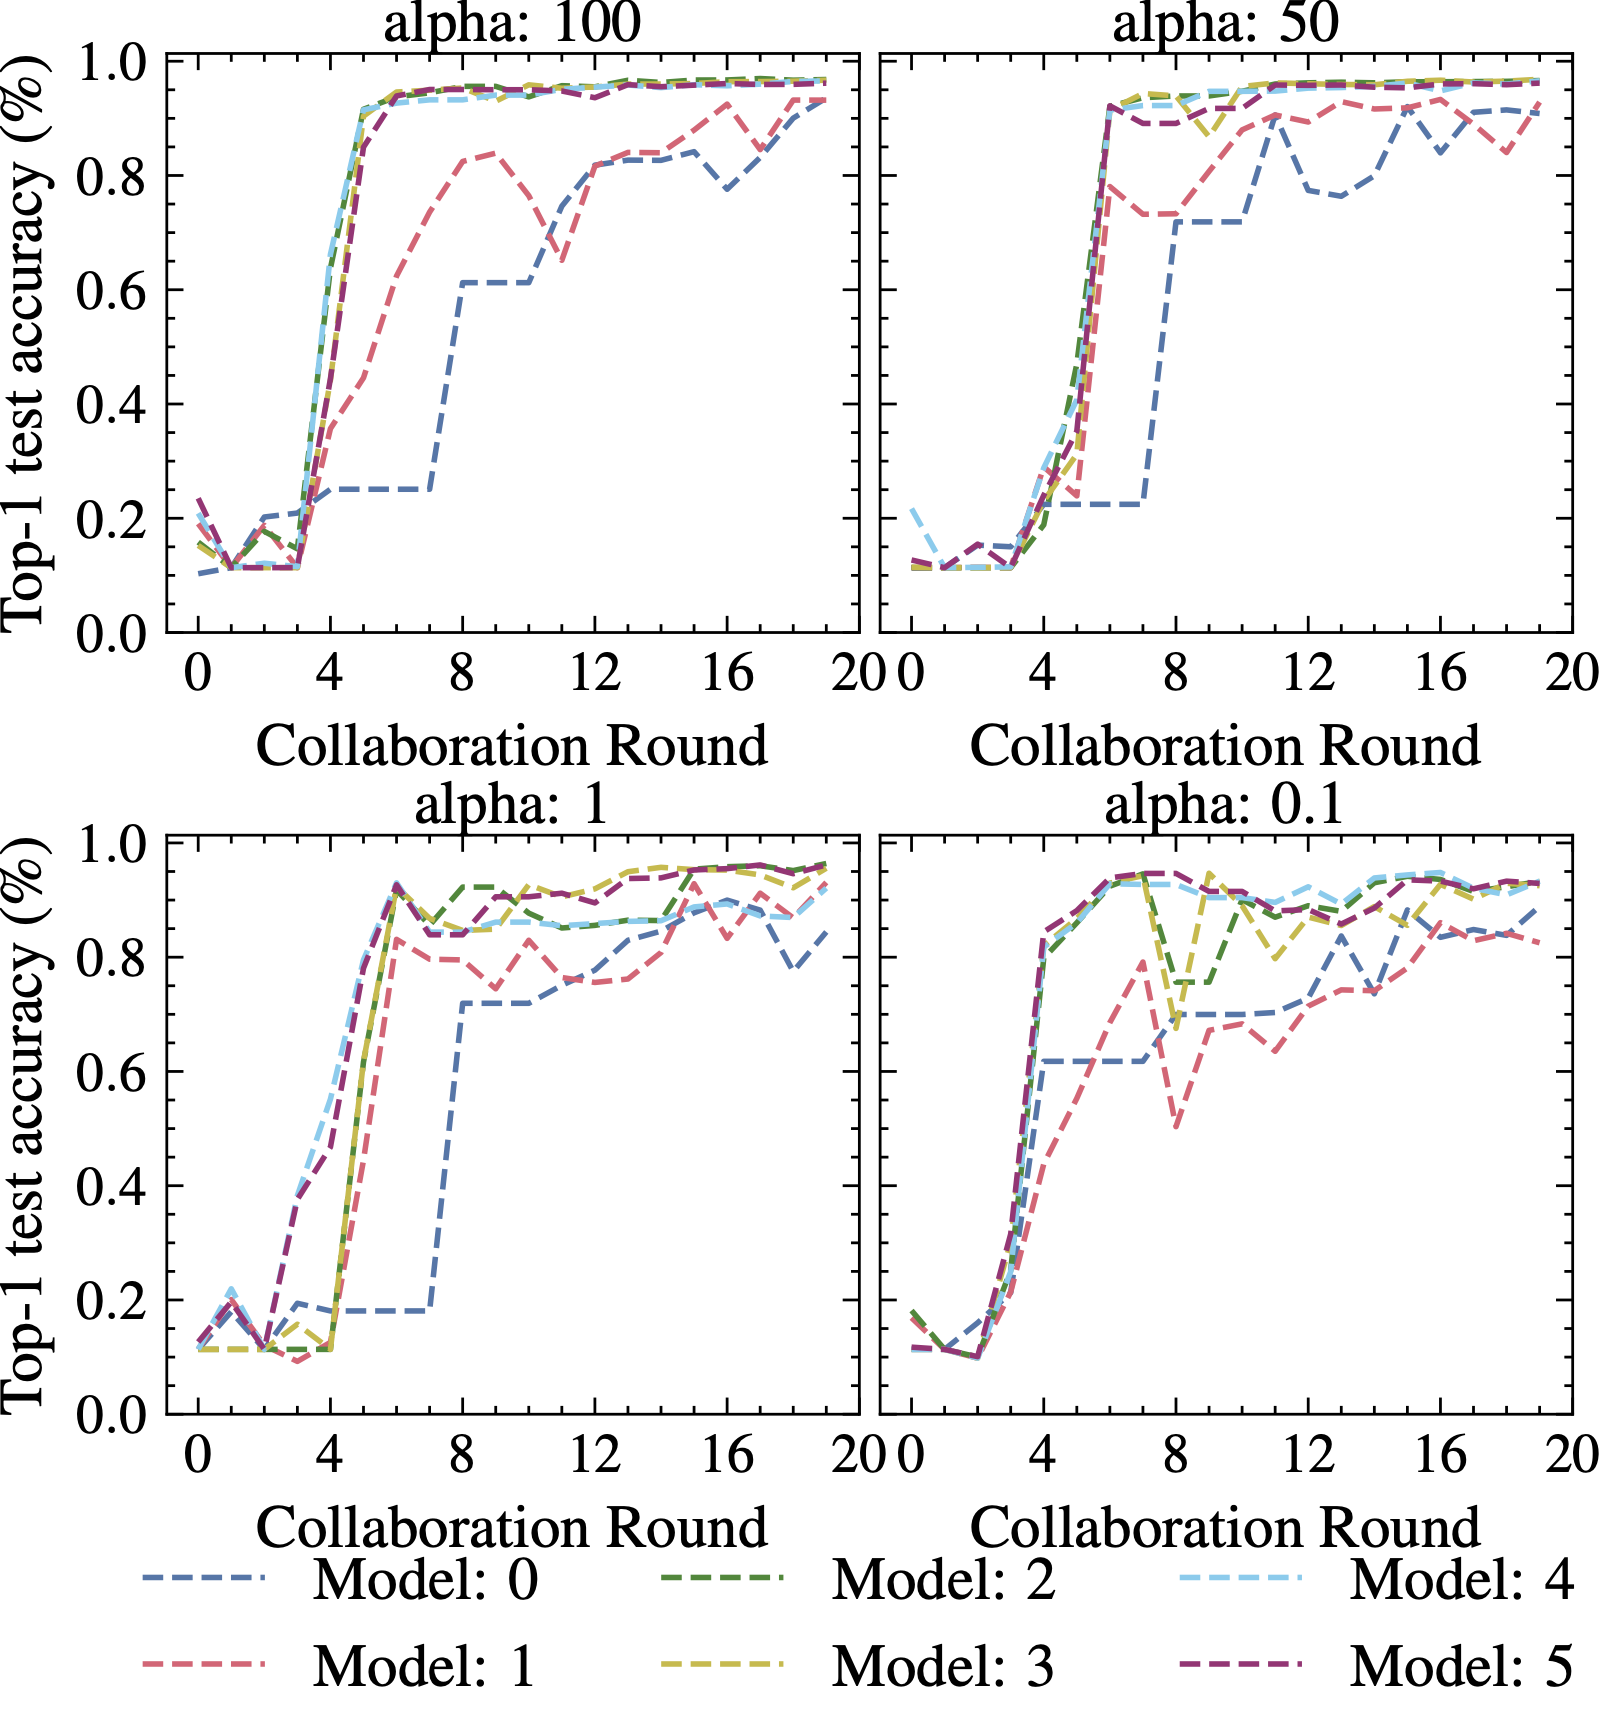 alpha: 100
alpha: 50
Top-1 test accuracy (%)
1.0
0.8
0.6
0.4
0.2
0.0
0 4 8 12 16 20
0 4 8 12 16 20
Collaboration Round
Collaboration Round
alpha: 1
alpha: 0.1
Top-1 test accuracy (%)
1.0
0.8
0.6
0.4
0.2
0.0
0 4 8 12 16 20
0 4 8 12 16 20
Collaboration Round
Collaboration Round
Model: 0
Model: 2
Model: 4
Model: 1
Model: 3
Model: 5